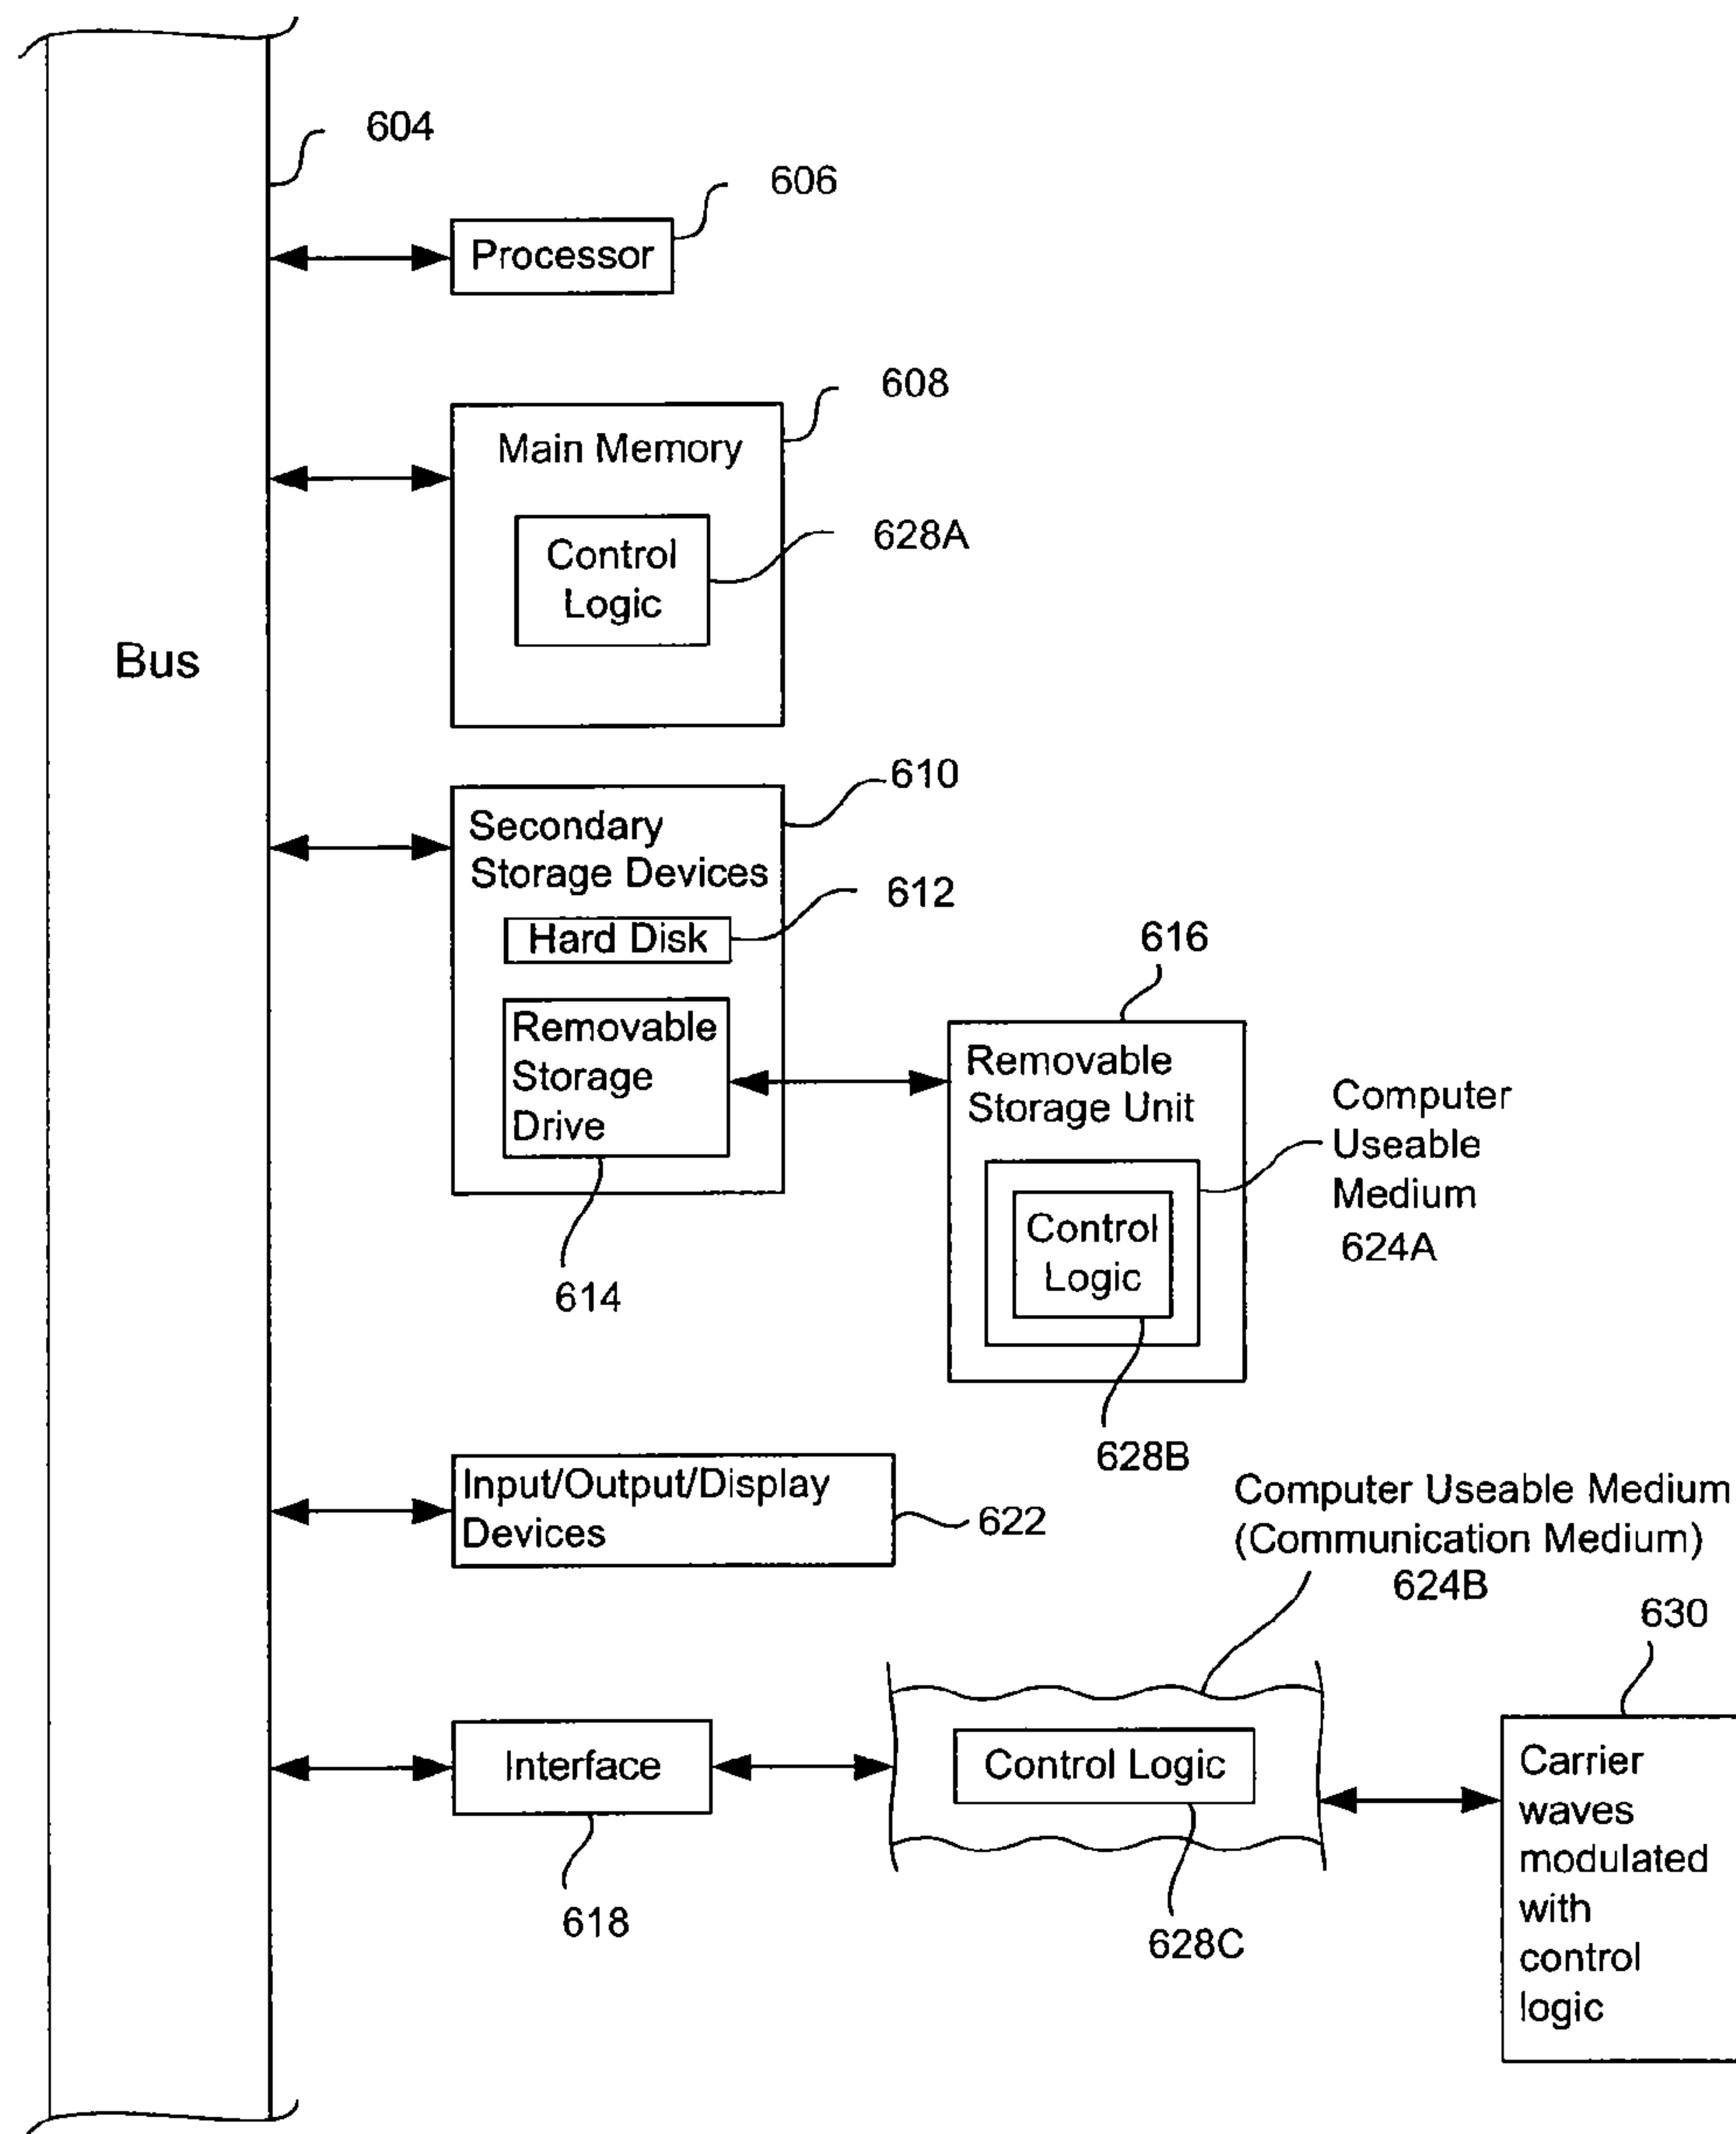 604
606
Processor
608
Main Memory
628A
Control
Logic
Bus
610
Secondary
Storage Devices
612
Hard Disk
616
Removable
Storage
Drive
614
Removable
Storage Unit
Computer
Useable
Medium
624A
Control
Logic
628B
Input/Output/Display
Devices
622
Computer Useable Medium
(Communication Medium)
624B
630
Interface
618
Control Logic
628C
Carrier
waves
modulated
with
control
logic